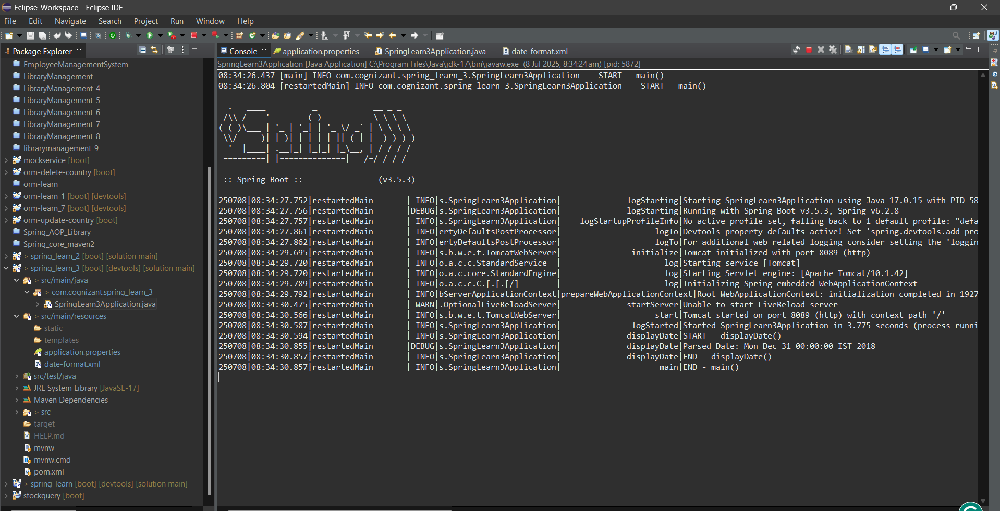 Eclipse-Workspace - Eclipse IDE
File Edit Navigate Search Project Run Window Help
Package Explorer
EmployeeManagementSystem
LibraryManagement
LibraryManagement_4
LibraryManagement_5
LibraryManagement_6
LibraryManagement_7
LibraryManagement_8
librarymanagement_9
mockservice [boot]
orm-delete-country [boot]
orm-learn
orm-learn_1 [boot] [devtools]
orm-learn_7 [boot] [devtools]
orm-update-country [boot]
Spring_AOP_Library
Spring_core_maven2
> spring_learn_2 [boot] [solution main]
> spring_learn_3 [boot] [devtools] [solution main]
> src/main/java
> com.cognizant.spring_learn_3
SpringLearn3Application.java
> src/main/resources
static
templates
application.properties
date-format.xml
src/test/java
JRE System Library [JavaSE-17]
Maven Dependencies
> src
target
HELP.md
mvnw
mvnw.cmd
pom.xml
> spring-learn [boot] [devtools] [solution main]
stockquery [boot]
Console application.properties SpringLearn3Application.java date-format.xml
SpringLearn3Application [Java Application] C:\Program Files\Java\jdk-17\bin\javaw.exe (8 Jul 2025, 8:34:24 am) [pid: 5872]
08:34:26.437 [main] INFO com.cognizant.spring_learn_3.SpringLearn3Application -- START - main()
08:34:26.804 [restartedMain] INFO com.cognizant.spring_learn_3.SpringLearn3Application -- START - main()
  .   ____          _            __ _ _
 /\\ / ___'_ __ _ _(_)_ __  __ _ \ \ \ \
( ( )\___ | '_ | '_| | '_ \/ _` | \ \ \ \
 \\/  ___)| |_)| | | | | || (_| |  ) ) ) )
  '  |____| .__|_| |_|_| |_\__, | / / / /
 =========|_|==============|___/=/_/_/_/
:: Spring Boot :: (v3.5.3)
250708|08:34:27.752|restartedMain | INFO|s.SpringLearn3Application| logStarting|Starting SpringLearn3Application using Java 17.0.15 with PID 58
250708|08:34:27.756|restartedMain |DEBUG|s.SpringLearn3Application| logStarting|Running with Spring Boot v3.5.3, Spring v6.2.8
250708|08:34:27.757|restartedMain | INFO|s.SpringLearn3Application| logStartupProfileInfo|No active profile set, falling back to 1 default profile: "defa
250708|08:34:27.861|restartedMain | INFO|ertyDefaultsPostProcessor| logTo|Devtools property defaults active! Set 'spring.devtools.add-pro
250708|08:34:27.862|restartedMain | INFO|ertyDefaultsPostProcessor| logTo|For additional web related logging consider setting the 'loggin
250708|08:34:29.695|restartedMain | INFO|s.b.w.e.t.TomcatWebServer| initialize|Tomcat initialized with port 8089 (http)
250708|08:34:29.720|restartedMain | INFO|o.a.c.c.StandardService | log|Starting service [Tomcat]
250708|08:34:29.720|restartedMain | INFO|o.a.c.core.StandardEngine| log|Starting Servlet engine: [Apache Tomcat/10.1.42]
250708|08:34:29.789|restartedMain | INFO|o.a.c.c.C.[.[.[/] | log|Initializing Spring embedded WebApplicationContext
250708|08:34:29.792|restartedMain | INFO|bServerApplicationContext|prepareWebApplicationContext|Root WebApplicationContext: initialization completed in 1927
250708|08:34:30.475|restartedMain | WARN|.OptionalLiveReloadServer| startServer|Unable to start LiveReload server
250708|08:34:30.566|restartedMain | INFO|s.b.w.e.t.TomcatWebServer| start|Tomcat started on port 8089 (http) with context path '/'
250708|08:34:30.587|restartedMain | INFO|s.SpringLearn3Application| logStarted|Started SpringLearn3Application in 3.775 seconds (process runni
250708|08:34:30.594|restartedMain | INFO|s.SpringLearn3Application| displayDate|START - displayDate()
250708|08:34:30.855|restartedMain |DEBUG|s.SpringLearn3Application| displayDate|Parsed Date: Mon Dec 31 00:00:00 IST 2018
250708|08:34:30.857|restartedMain | INFO|s.SpringLearn3Application| displayDate|END - displayDate()
250708|08:34:30.857|restartedMain | INFO|s.SpringLearn3Application| main|END - main()